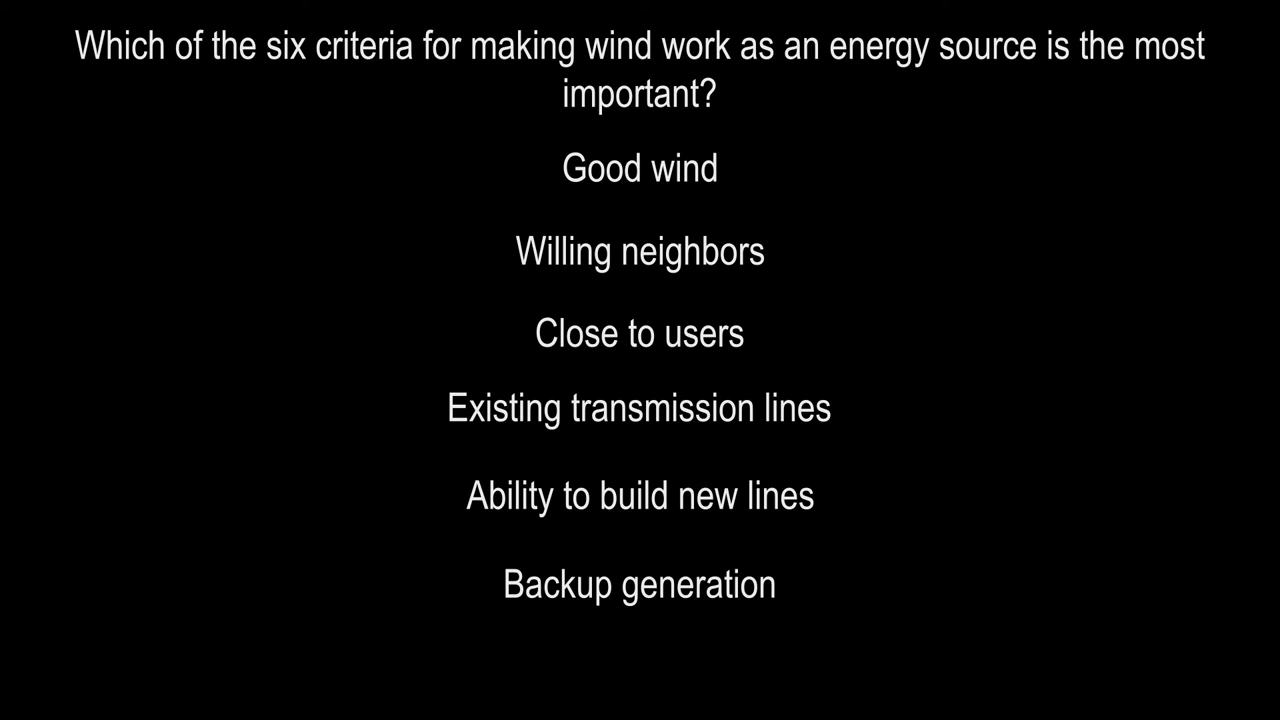 Which of the six criteria for making wind work as an energy source is the most
important?
Good wind
Willing neighbors
Close to users
Existing transmission lines
Ability to build new lines
Backup generation